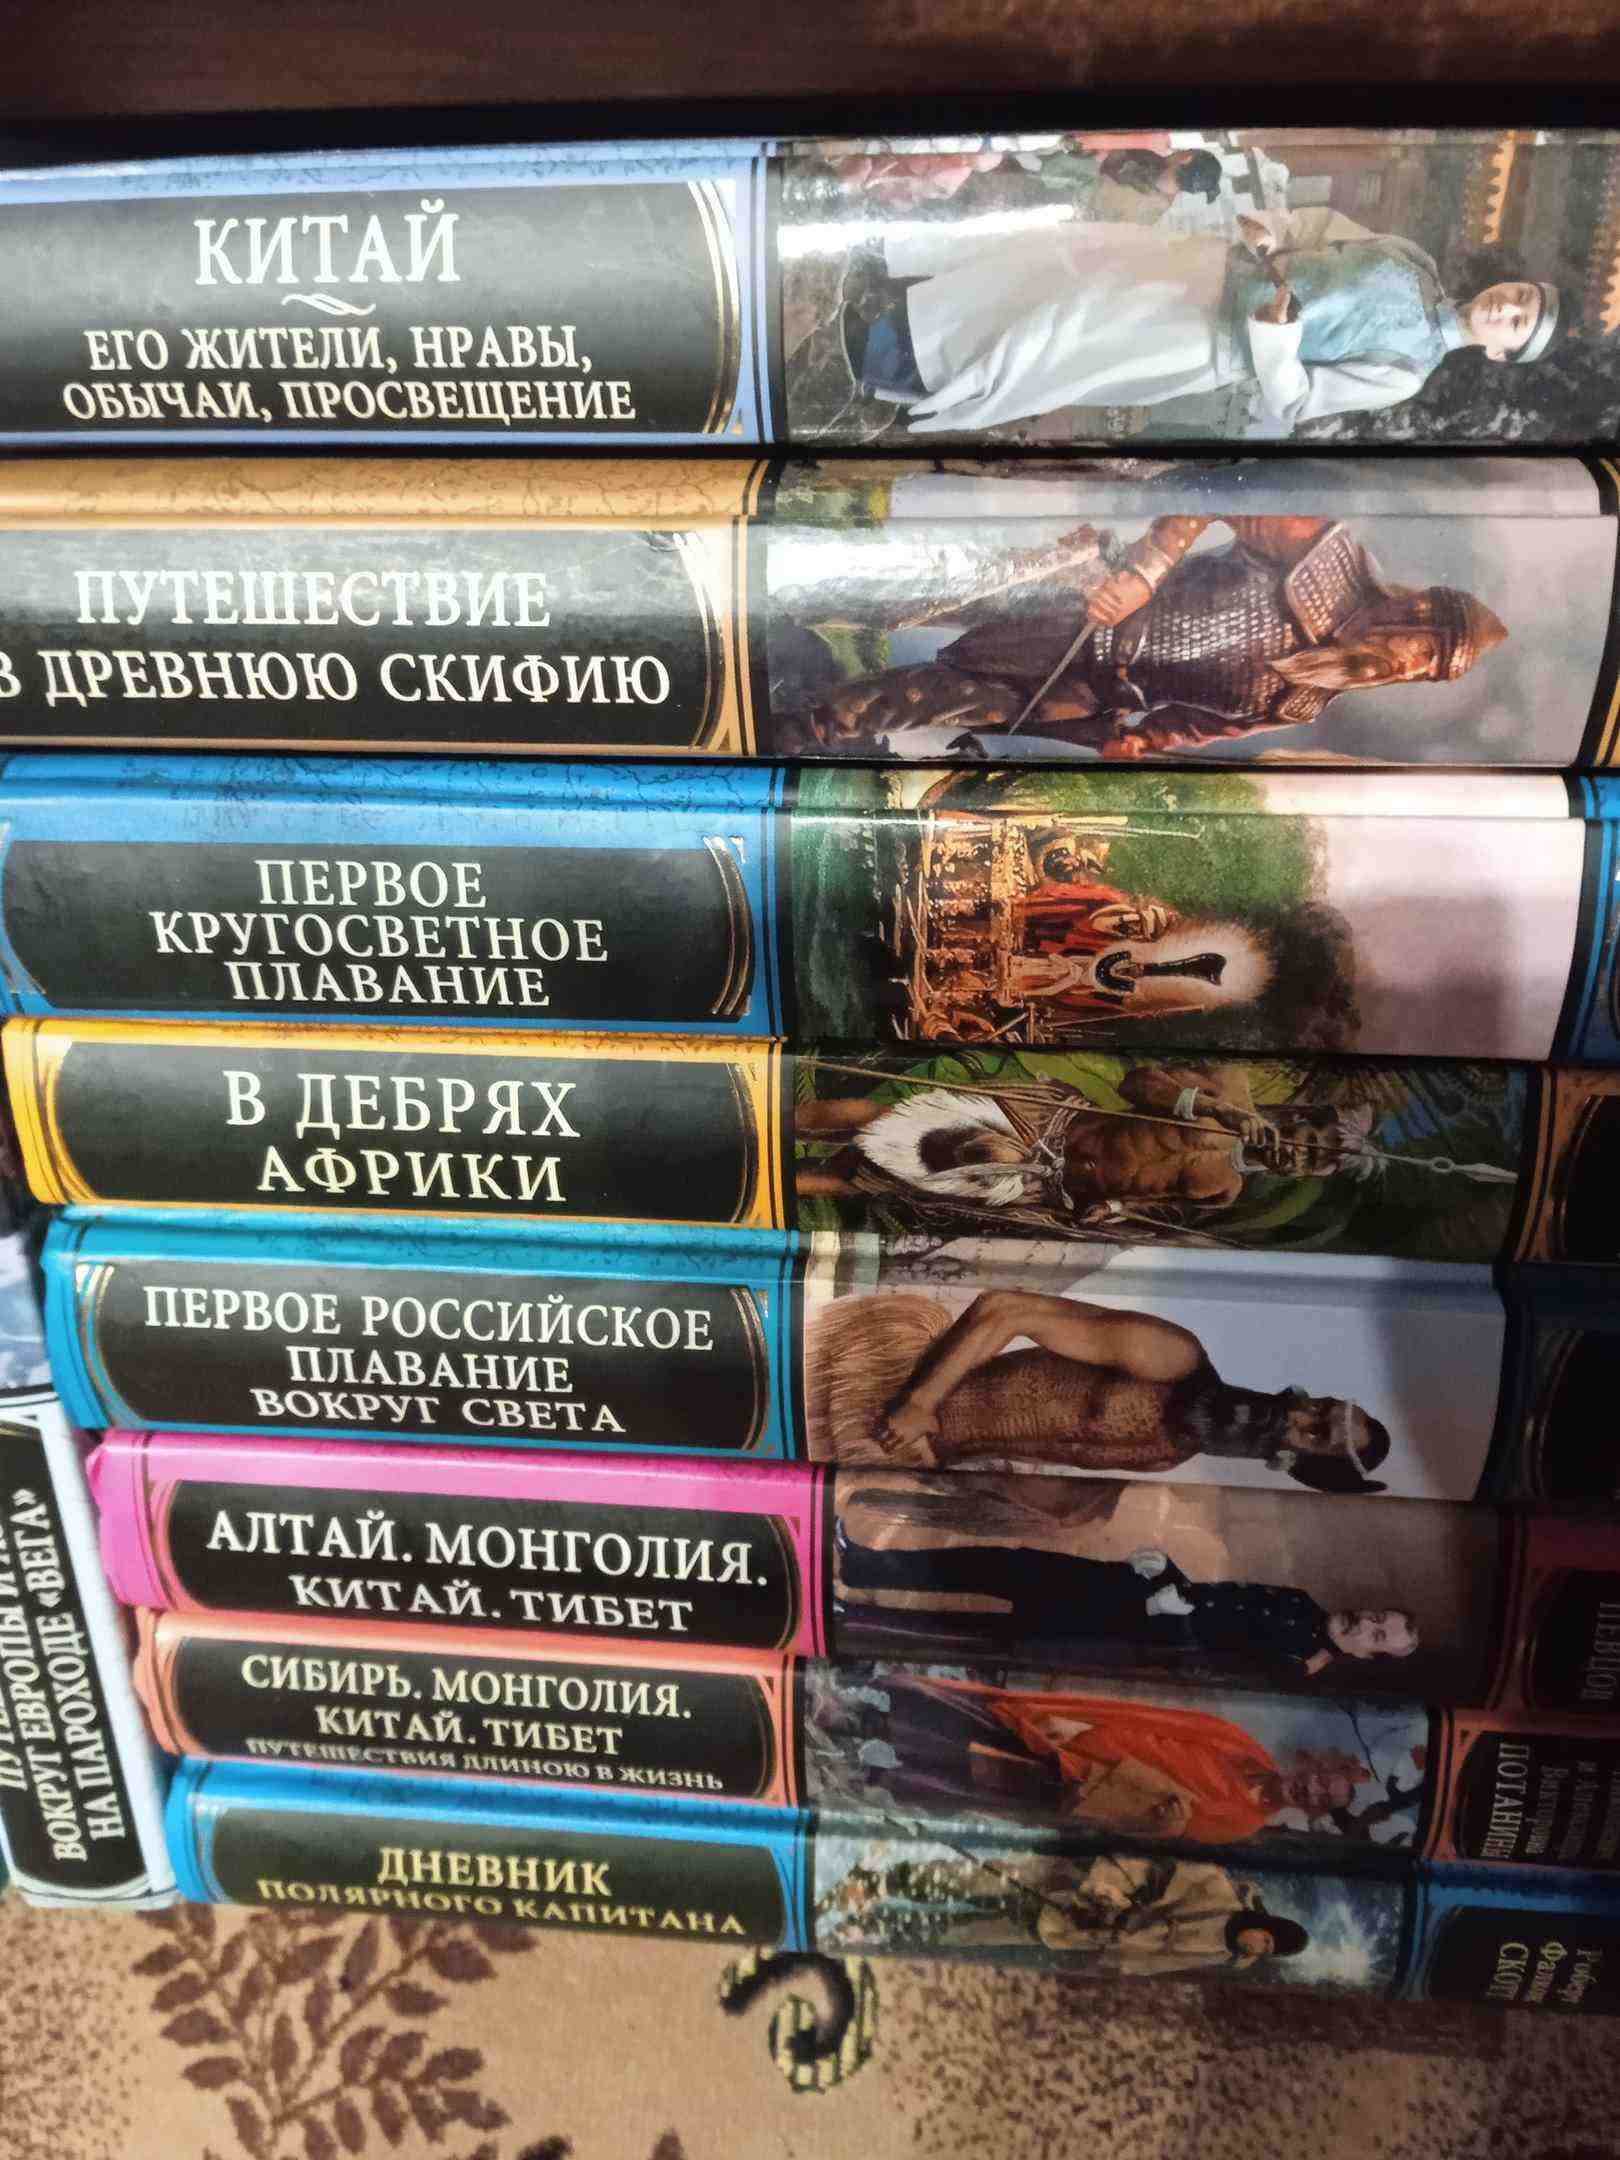 КИТАЙ
ЕГО ЖИТЕЛИ, НРАВЫ,
ОБЫЧАИ, ПРОСВЕЩЕНИЕ
ПУТЕШЕСТВИЕ
В ДРЕВНЮЮ СКИФИЮ
ПЕРВОЕ
КРУГОСВЕТНОЕ
ПЛАВАНИЕ
В ДЕБРЯХ
АФРИКИ
ПЕРВОЕ РОССИЙСКОЕ
ПЛАВАНИЕ
ВОКРУГ СВЕТА
АЛТАЙ. МОНГОЛИЯ.
КИТАЙ. ТИБЕТ
ПЕВЦОВ
СИБИРЬ. МОНГОЛИЯ.
КИТАЙ. ТИБЕТ
ПУТЕШЕСТВИЯ ДЛИНОЮ В ЖИЗНЬ
ПОТАНИНЫ
ДНЕВНИК
ПОЛЯРНОГО КАПИТАНА
ВОКРУГ ЕВРОПЫ И
НА ПАРОХОДЕ «ВЕГА»